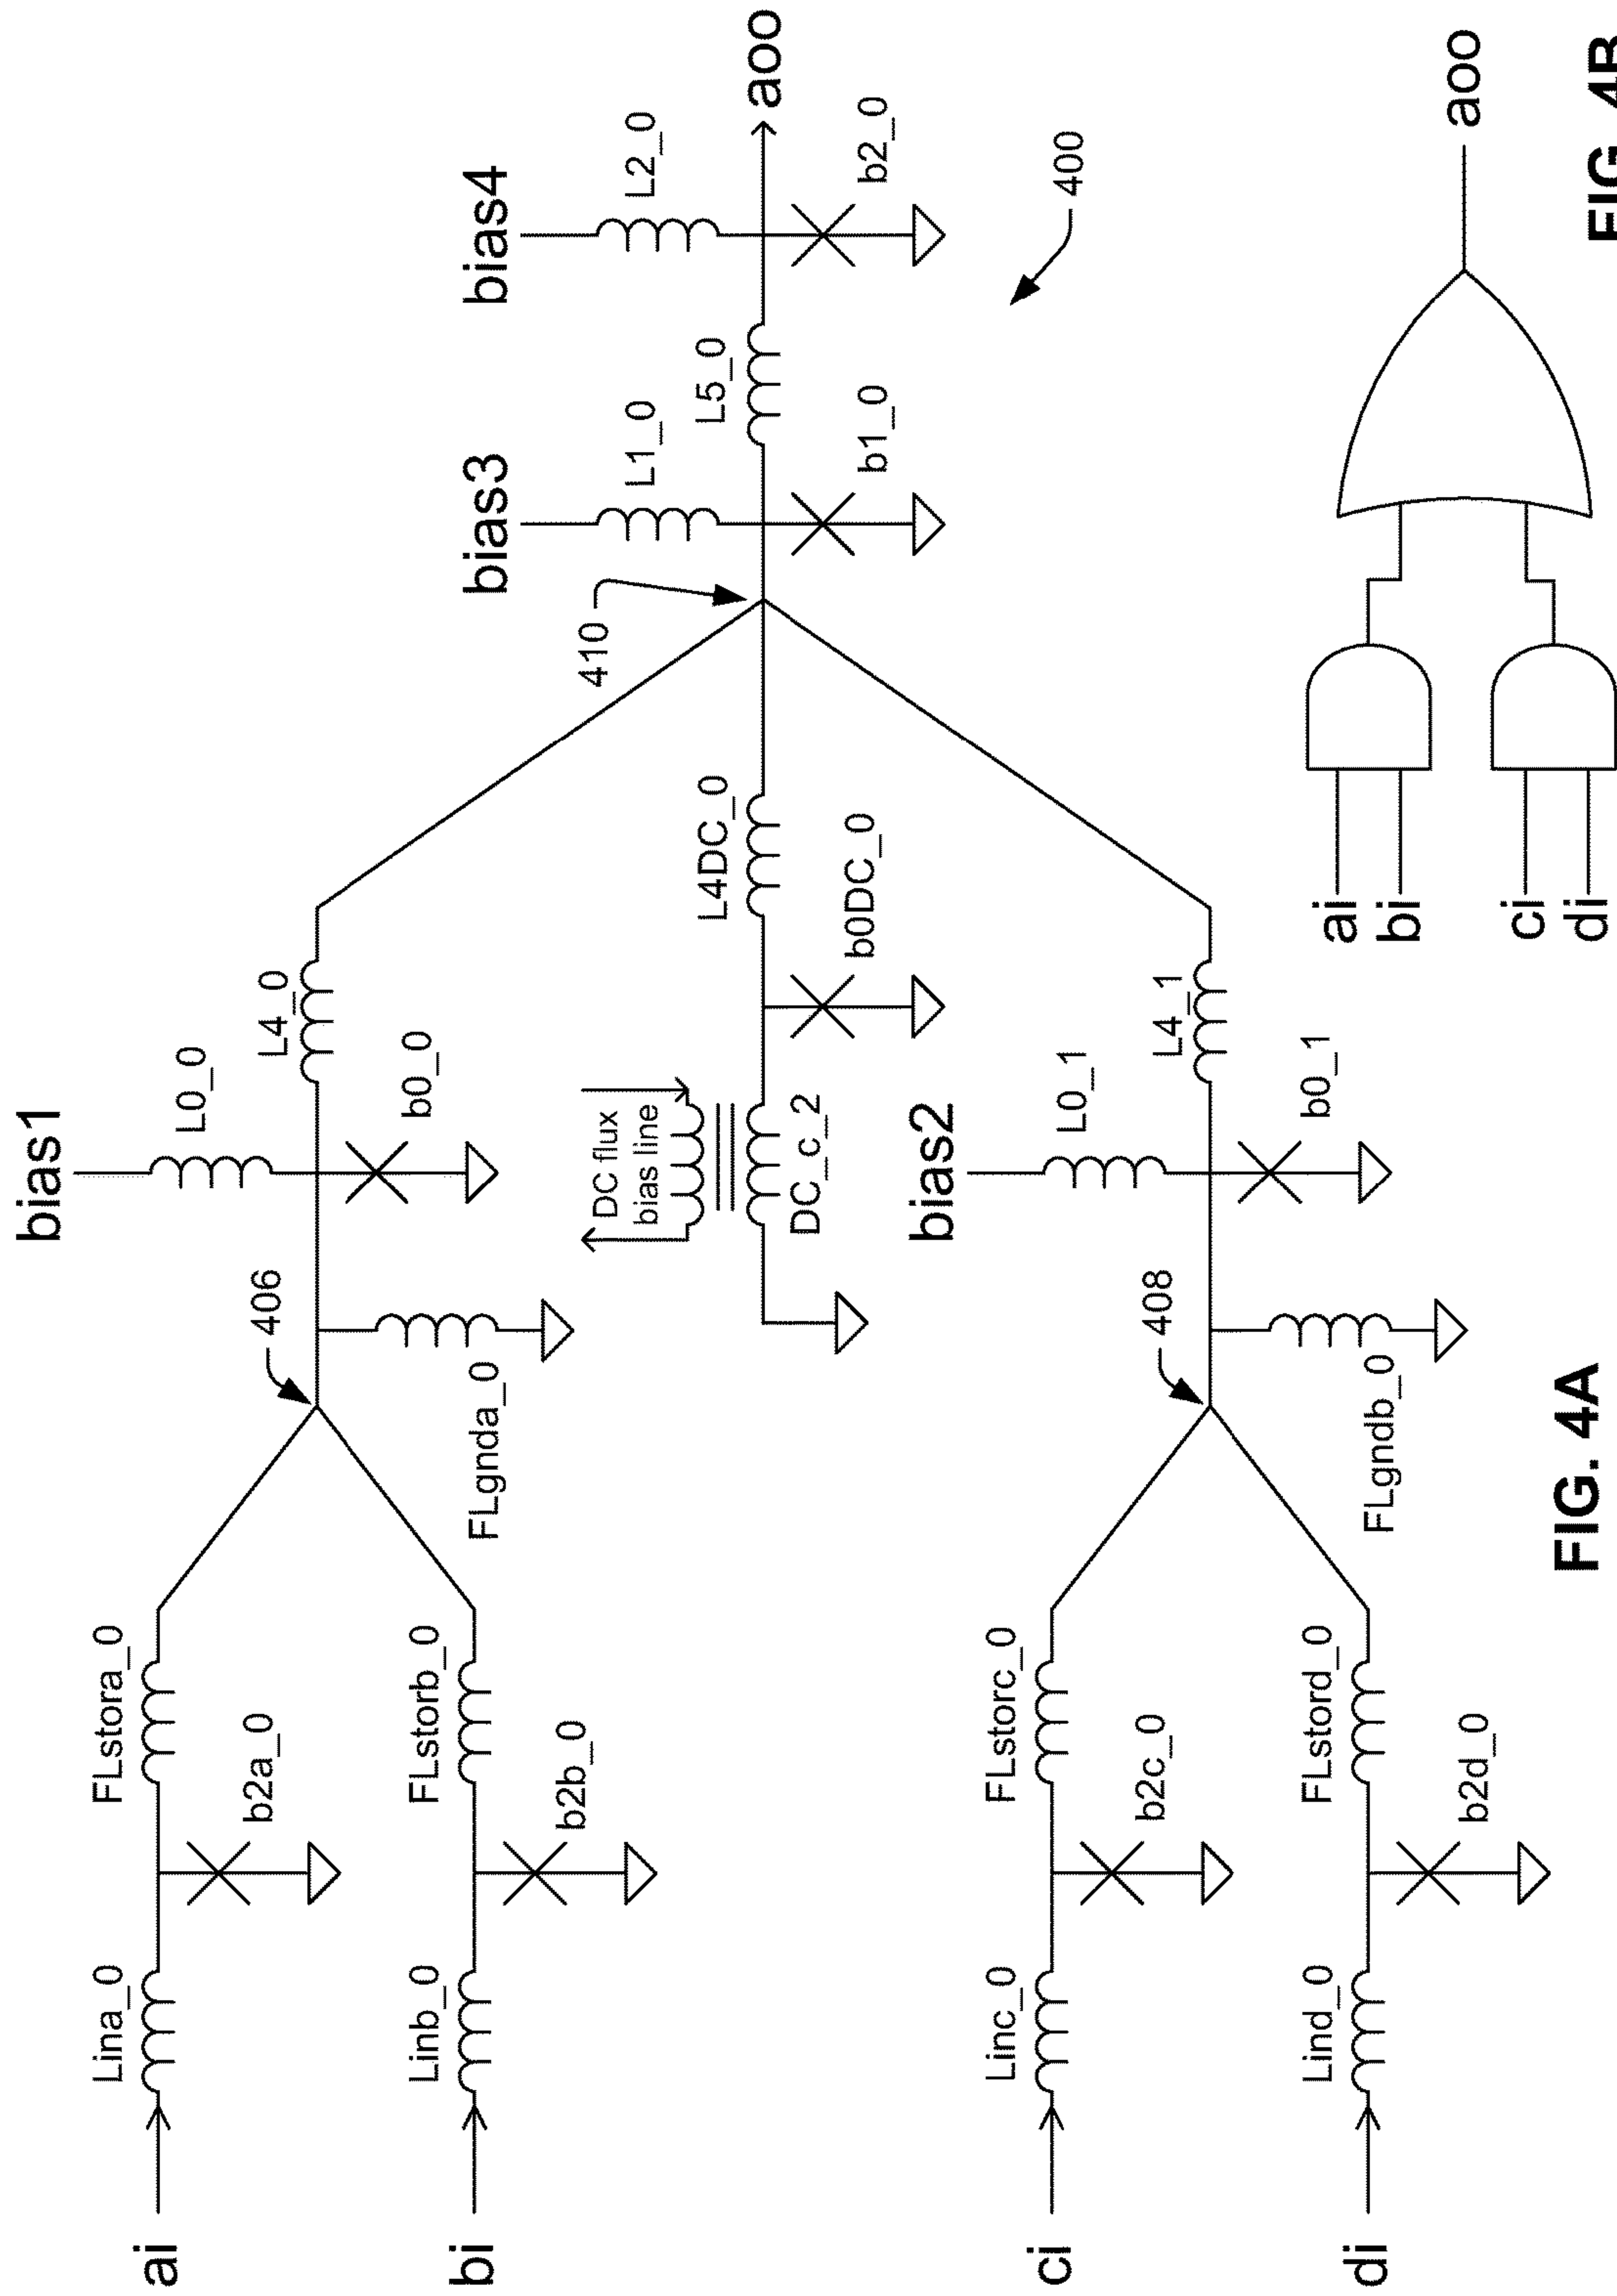 bias1
L0_0
b0_0
L4_0
406
FLgnda_0
ai
Lina_0
b2a_0
FLstora_0
bi
Linb_0
b2b_0
FLstorb_0
DC flux
bias line
DC_c_2
b0DC_0
L4DC_0
410
bias3
L1_0
b1_0
L5_0
bias4
L2_0
b2_0
aoo
400
bias2
L0_1
b0_1
L4_1
408
FLgndb_0
ci
Linc_0
b2c_0
FLstorc_0
di
Lind_0
b2d_0
FLstord_0
FIG. 4A
ai
bi
ci
di
aoo
FIG. 4B